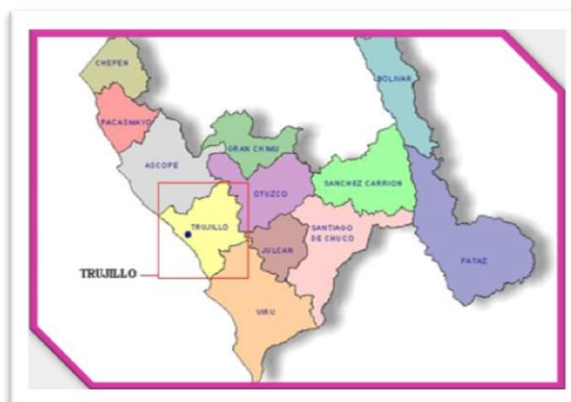 CHEPEN
BOLIVAR
PACASMAYO
GRAN CHIMU
ASCOPE
SANCHEZ CARRION
OTUZCO
TRUJILLO
SANTIAGO
DE CHUCO
JULCAN
PATAZ
TRUJILLO
VIRU